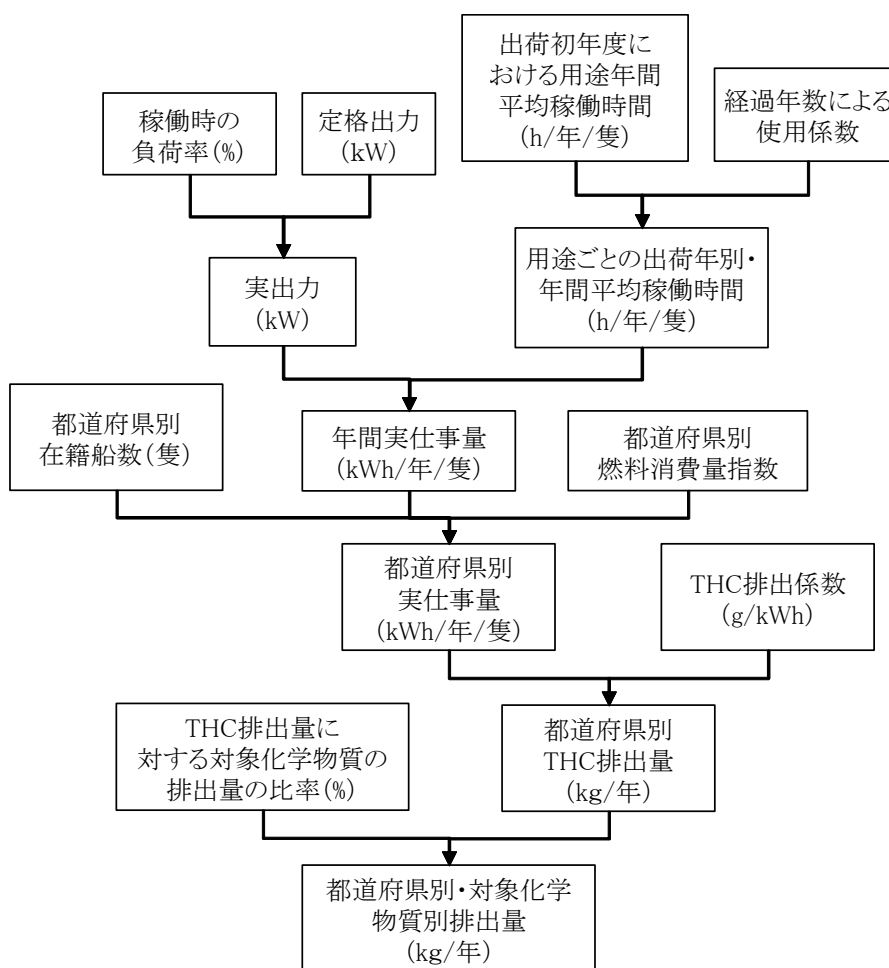 稼働時の
負荷率(%)
定格出力
(kW)
出荷初年度に
おける用途年間
平均稼働時間
(h/年/隻)
経過年数による
使用係数
実出力
(kW)
用途ごとの出荷年別・
年間平均稼働時間
(h/年/隻)
都道府県別
在籍船数(隻)
年間実仕事量
(kWh/年/隻)
都道府県別
燃料消費量指数
都道府県別
実仕事量
(kWh/年/隻)
THC排出係数
(g/kWh)
THC排出量に
対する対象化学物質の
排出量の比率(%)
都道府県別
THC排出量
(kg/年)
都道府県別・対象化学
物質別排出量
(kg/年)